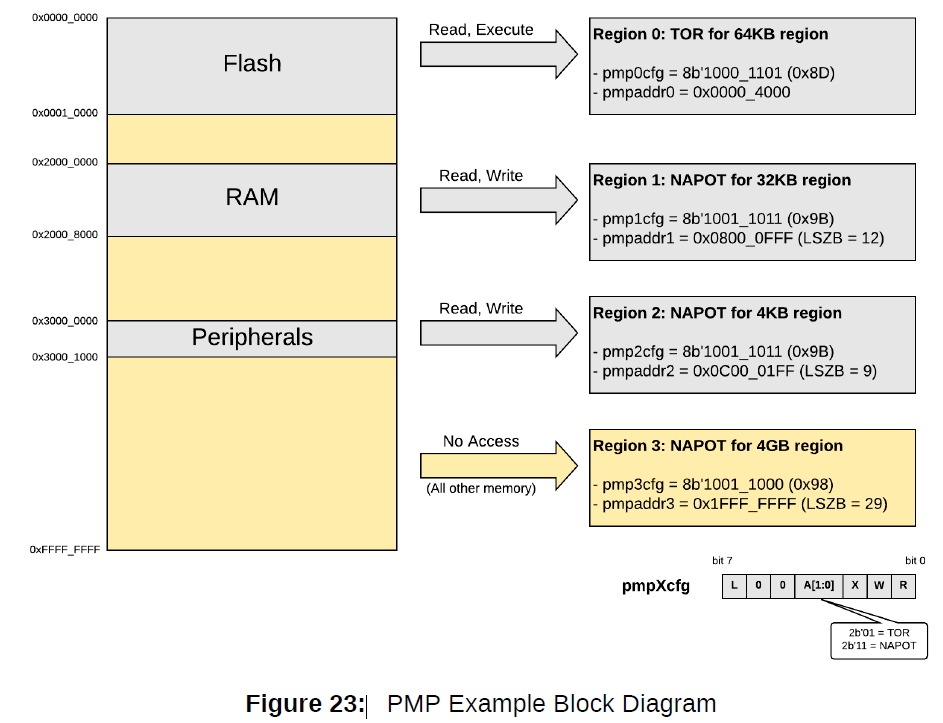 0x0000_0000
Flash
0x0001_0000
0x2000_0000
RAM
0x2000_8000
0x3000_0000
Peripherals
0x3000_1000
0xFFFF_FFFF
Read, Execute
Region 0: TOR for 64KB region
- pmp0cfg = 8b'1000_1101 (0x8D)
- pmpaddr0 = 0x0000_4000
Read, Write
Region 1: NAPOT for 32KB region
- pmp1cfg = 8b'1001_1011 (0x9B)
- pmpaddr1 = 0x0800_0FFF (LSZB = 12)
Read, Write
Region 2: NAPOT for 4KB region
- pmp2cfg = 8b'1001_1011 (0x9B)
- pmpaddr2 = 0x0C00_01FF (LSZB = 9)
No Access
(All other memory)
Region 3: NAPOT for 4GB region
- pmp3cfg = 8b'1001_1000 (0x98)
- pmpaddr3 = 0x1FFF_FFFF (LSZB = 29)
bit 7 bit 0
pmpXcfg L 0 0 A[1:0] X W R
2b'01 = TOR
2b'11 = NAPOT
Figure 23: PMP Example Block Diagram